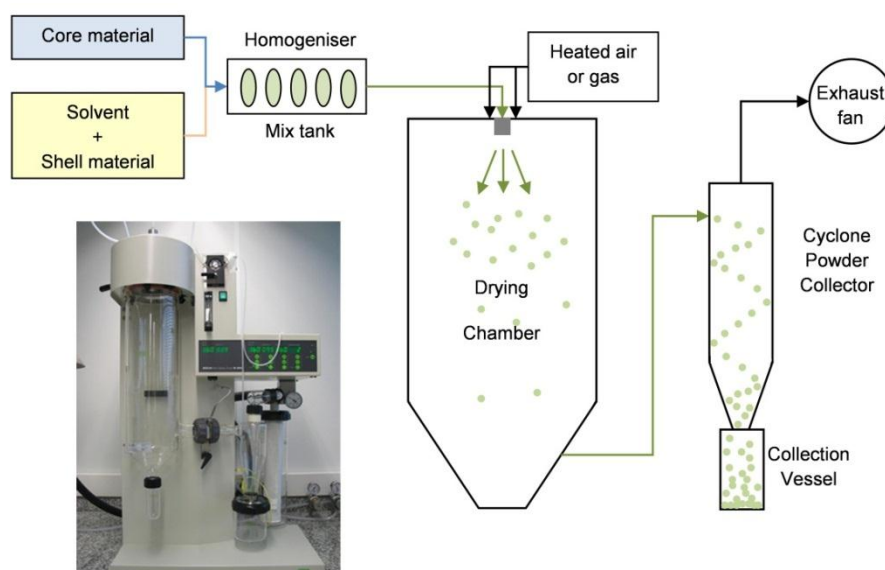 Core material
Solvent
+
Shell material
Homogeniser
Mix tank
Heated air
or gas
Exhaust
fan
Drying
Chamber
Cyclone
Powder
Collector
Collection
Vessel